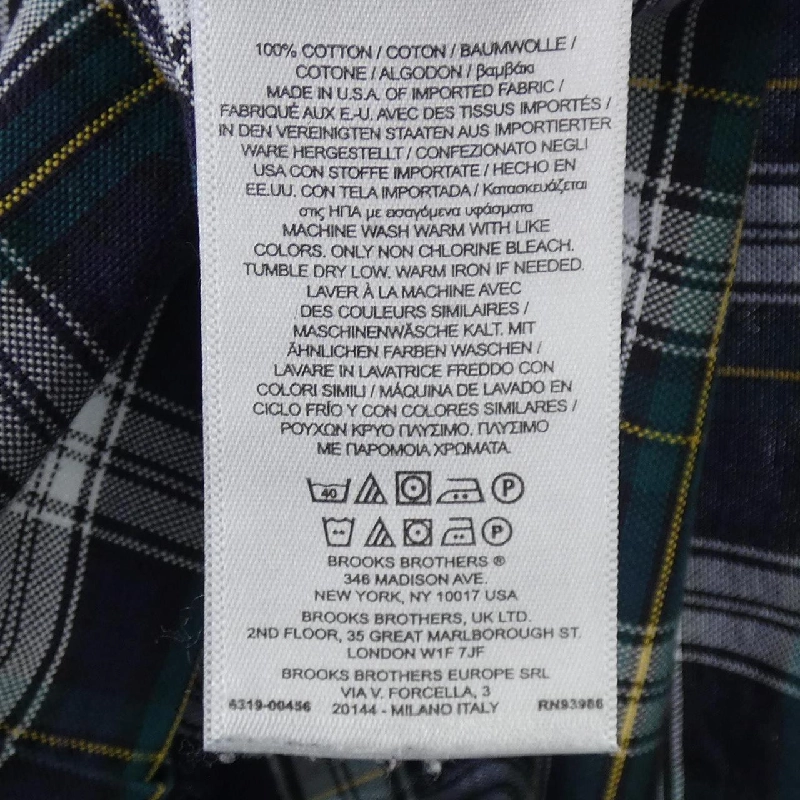 100% COTTON / COTON / BAUMWOLLE /
COTONE / ALGODON / βαμβάκι
MADE IN U.S.A. OF IMPORTED FABRIC /
FABRIQUÉ AUX E.-U. AVEC DES TISSUS IMPORTÉS /
IN DEN VEREINIGTEN STAATEN AUS IMPORTIERTER
WARE HERGESTELLT / CONFEZIONATO NEGLI
USA CON STOFFE IMPORTATE / HECHO EN
EE.UU. CON TELA IMPORTADA / Κατασκευάζεται
στις ΗΠΑ με εισαγόμενα υφάσματα
MACHINE WASH WARM WITH LIKE
COLORS. ONLY NON CHLORINE BLEACH.
TUMBLE DRY LOW. WARM IRON IF NEEDED.
LAVER À LA MACHINE AVEC
DES COULEURS SIMILAIRES /
MASCHINENWÄSCHE KALT. MIT
ÄHNLICHEN FARBEN WASCHEN /
LAVARE IN LAVATRICE FREDDO CON
COLORI SIMILI / MÁQUINA DE LAVADO EN
CICLO FRÍO Y CON COLORES SIMILARES /
ΡΟΥΧΩΝ ΚΡΥΟ ΠΛΥΣΙΜΟ. ΠΛΥΣΙΜΟ
ΜΕ ΠΑΡΟΜΟΙΑ ΧΡΩΜΑΤΑ.
40 P
P
BROOKS BROTHERS ®
346 MADISON AVE.
NEW YORK, NY 10017 USA
BROOKS BROTHERS, UK LTD.
2ND FLOOR, 35 GREAT MARLBOROUGH ST.
LONDON W1F 7JF
BROOKS BROTHERS EUROPE SRL
VIA V. FORCELLA, 3
6319-00456 20144 - MILANO ITALY RN93986